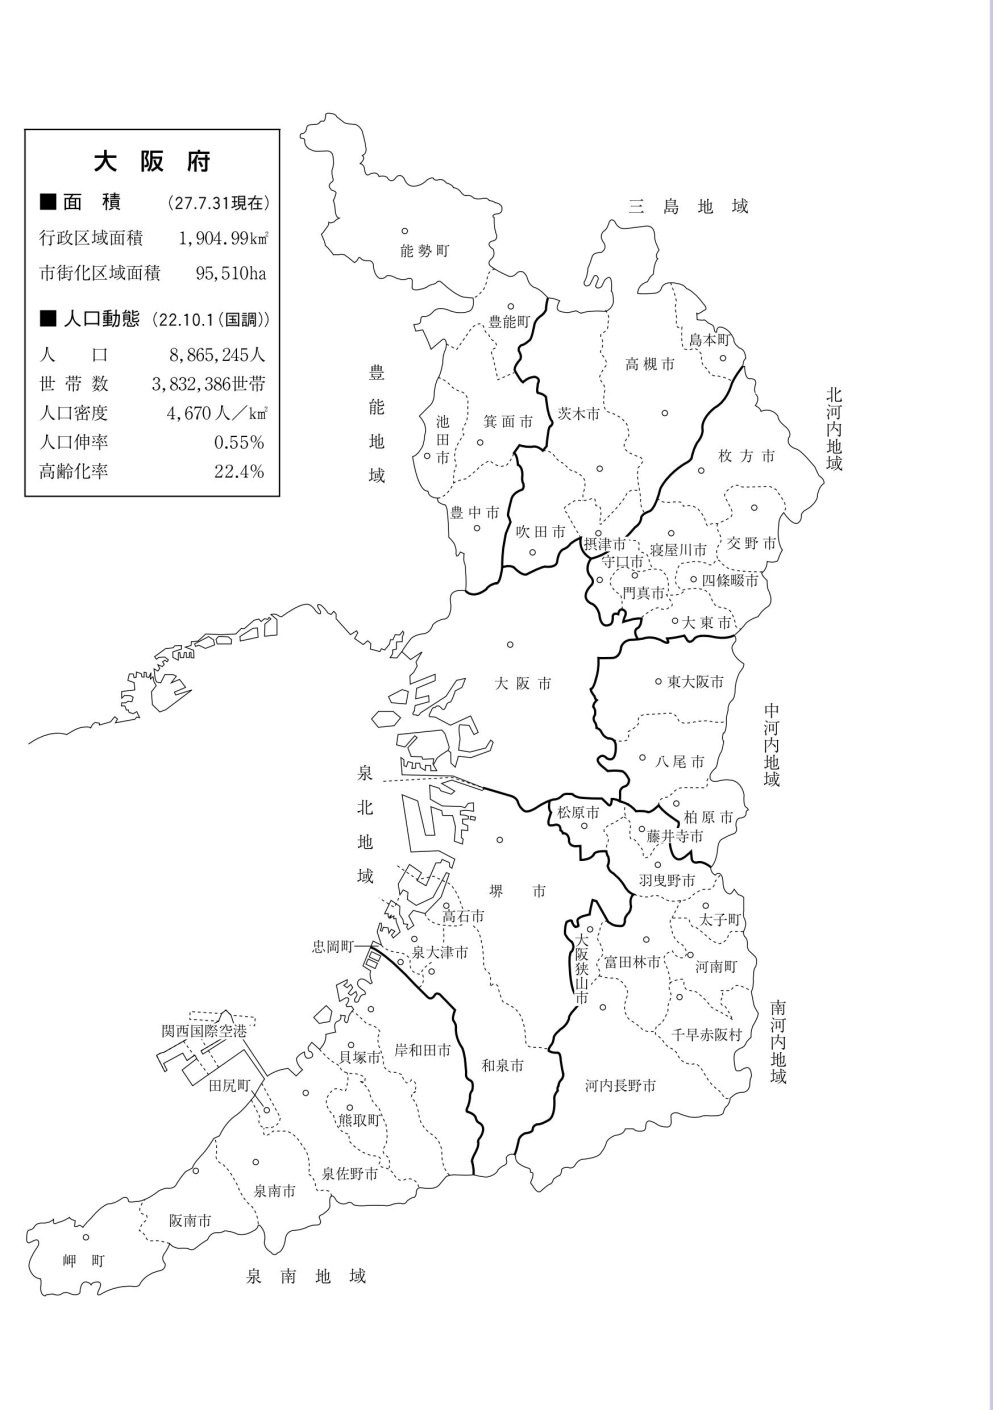 大阪府
■面積 (27.7.31現在)
行政区域面積 1,904.99k㎡
市街化区域面積 95,510ha
■人口動態 (22.10.1(国調))
人口 8,865,245人
世帯数 3,832,386世帯
人口密度 4,670人／k㎡
人口伸率 0.55%
高齢化率 22.4%
三島地域
能勢町
豊能町
島本町
高槻市
豊能地域
北河内地域
茨木市
箕面市
池田市
枚方市
豊中市
吹田市
摂津市
寝屋川市
交野市
守口市
門真市
四條畷市
大東市
大阪市
東大阪市
中河内地域
八尾市
泉北地域
松原市
柏原市
藤井寺市
堺市
羽曳野市
高石市
太子町
忠岡町
泉大津市
大阪狭山市
富田林市
河南町
南河内地域
関西国際空港
千早赤阪村
貝塚市
岸和田市
和泉市
田尻町
河内長野市
熊取町
泉佐野市
泉南市
阪南市
岬町
泉南地域